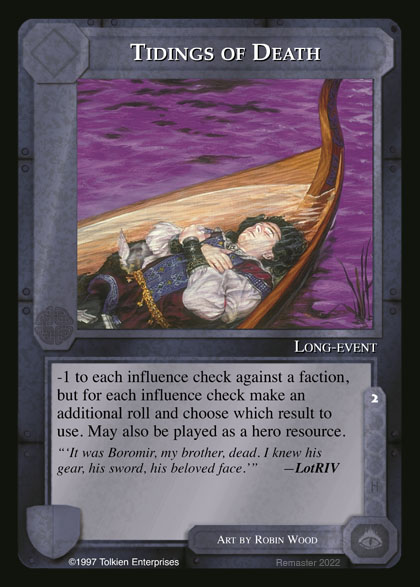 TIDINGS OF DEATH
LONG-EVENT
-1 to each influence check against a faction,
but for each influence check make an
additional roll and choose which result to
use. May also be played as a hero resource.
“‘It was Boromir, my brother, dead. I knew his
gear, his sword, his beloved face.’” —LotRIV
2
H
ART BY ROBIN WOOD
©1997 Tolkien Enterprises
Remaster 2022